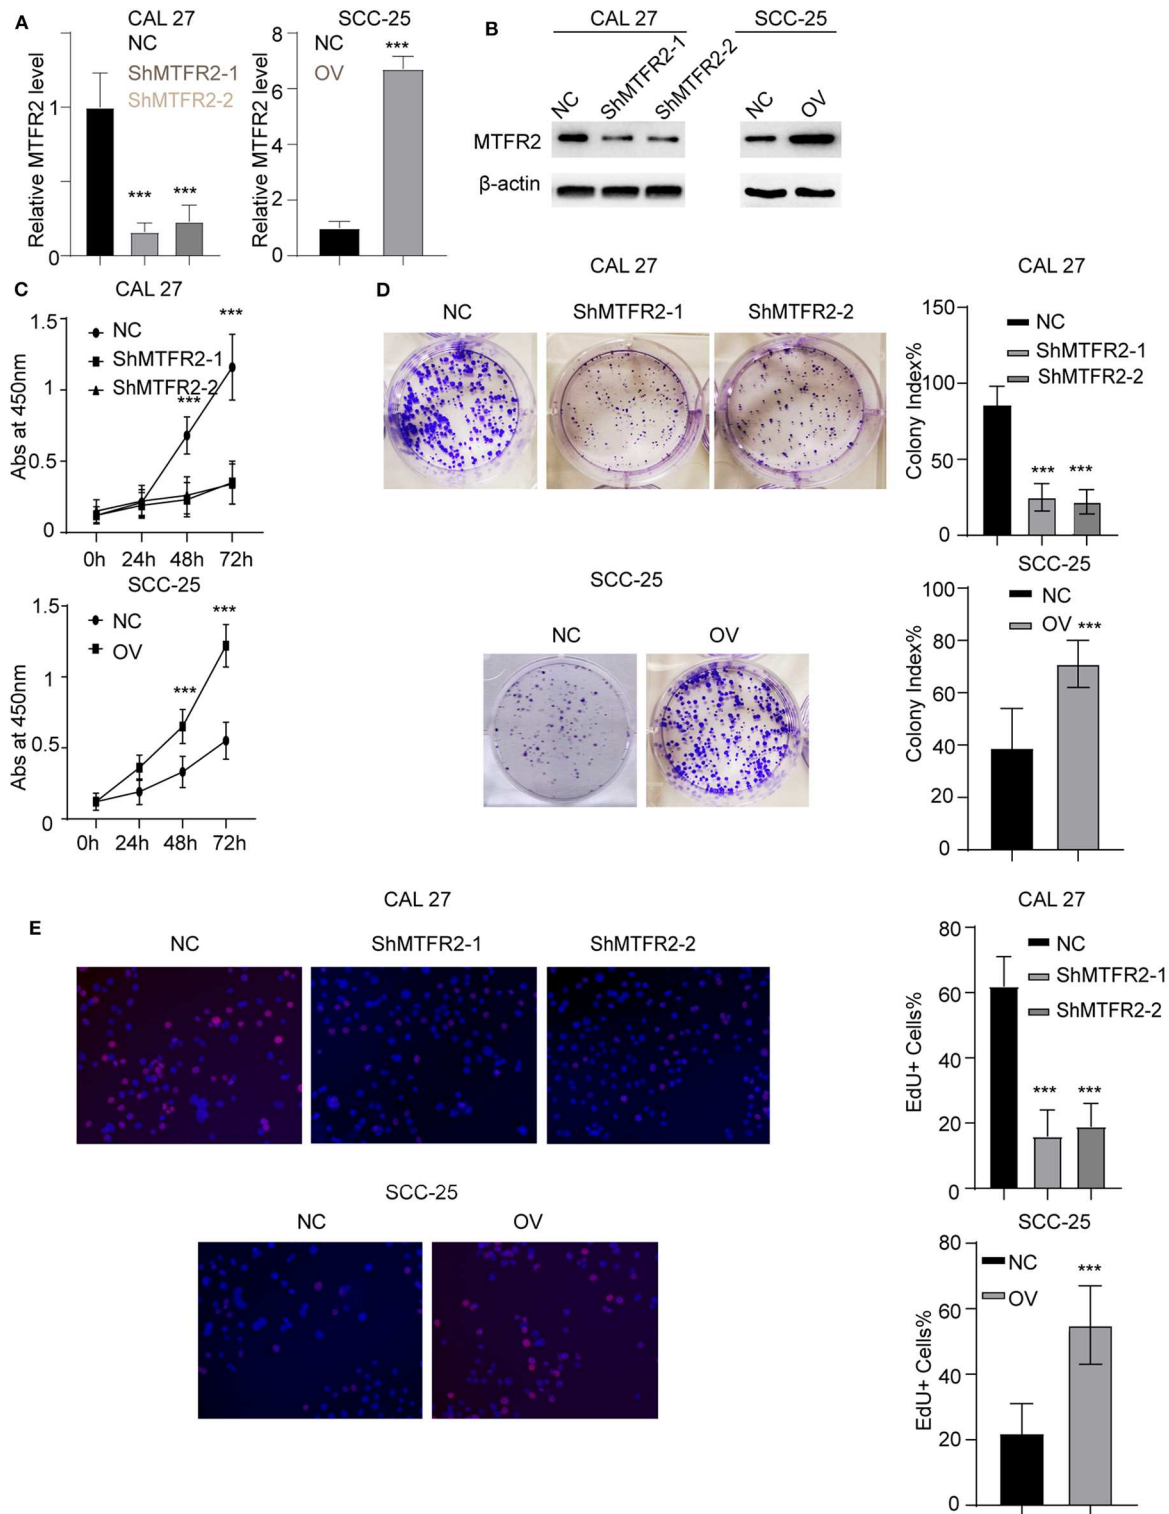 A
CAL 27
NC
ShMTFR2-1
ShMTFR2-2
Relative MTFR2 level
1
0
***
***
SCC-25
NC
OV
Relative MTFR2 level
8
6
4
2
0
***
B
CAL 27
SCC-25
NC
ShMTFR2-1
ShMTFR2-2
NC
OV
MTFR2
β-actin
C
CAL 27
NC
ShMTFR2-1
ShMTFR2-2
***
***
Abs at 450nm
1.5
1
0.5
0
0h 24h 48h 72h
SCC-25
NC
OV
***
***
Abs at 450nm
1.5
1
0.5
0
0h 24h 48h 72h
D
CAL 27
NC ShMTFR2-1 ShMTFR2-2
CAL 27
NC
ShMTFR2-1
ShMTFR2-2
Colony Index%
150
100
50
0
*** ***
SCC-25
NC OV
SCC-25
NC
OV ***
Colony Index%
100
80
60
40
20
0
E
CAL 27
NC ShMTFR2-1 ShMTFR2-2
CAL 27
NC
ShMTFR2-1
ShMTFR2-2
EdU+ Cells%
80
60
40
20
0
*** ***
SCC-25
NC OV
SCC-25
NC
OV
***
EdU+ Cells%
80
60
40
20
0